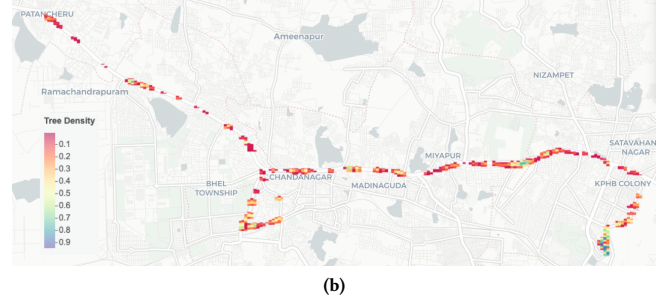 PATANCHERU
Ameenapur
Ramachandrapuram
NIZAMPET
Tree Density
0.1
0.2
0.3
0.4
0.5
0.6
0.7
0.8
0.9
SATAVAHAN
NAGAR
MIYAPUR
CHANDANAGAR
MADINAGUDA
KPHB COLONY
BHEL
TOWNSHIP
(b)